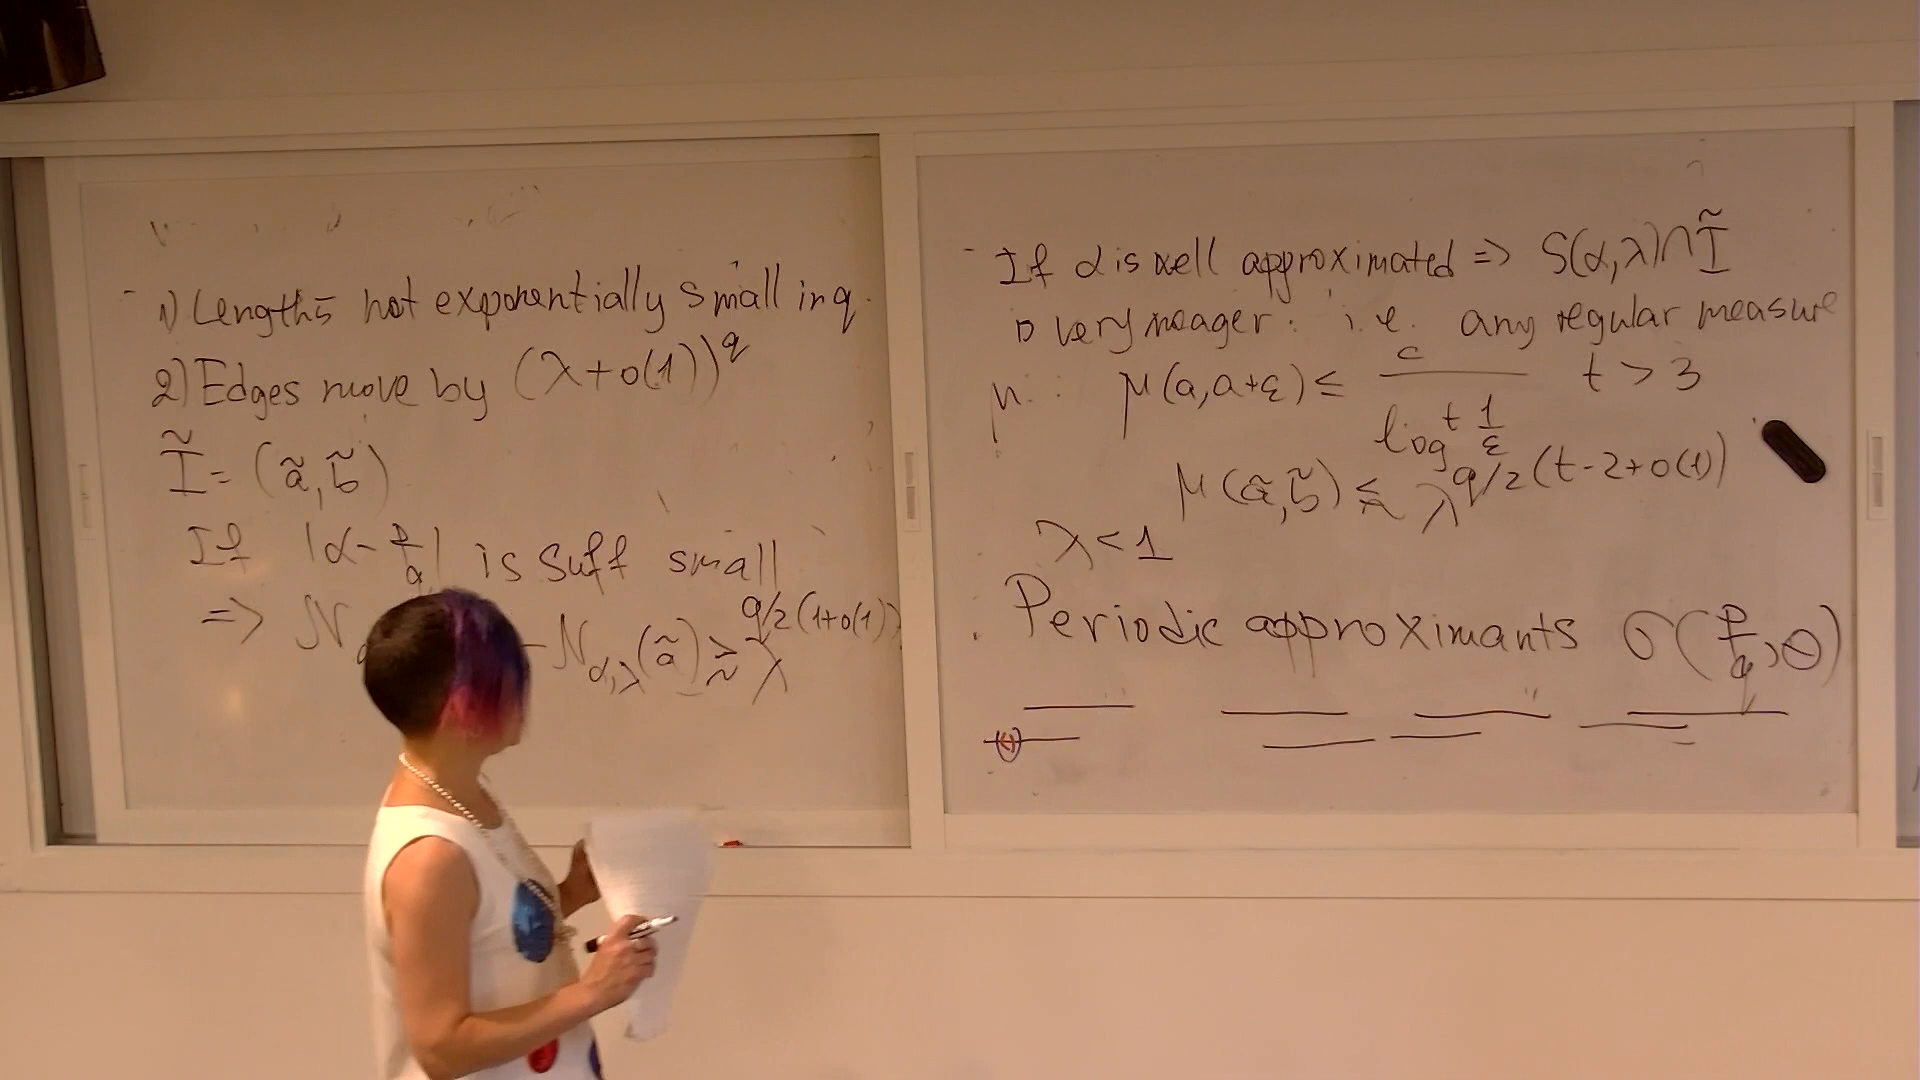 1) Lengths not exponentially small in q.
2) Edges move by (λ+o(1))^q
Ĩ = (ã, b̃)
If |α - p/q| is suff small
=> N - N_{α,λ}(ã) ≳ λ^{q/2(1+o(1))}
If α is well approximated => S(α,λ)∩Ĩ
is very meager: i.e. any regular measure
μ: μ(a,a+ε) ≤ c / log^t 1/ε t > 3
μ(ã,b̃) ≲ λ^{q/2(t-2+o(1))}
λ<1
Periodic approximants σ(p/q,θ)